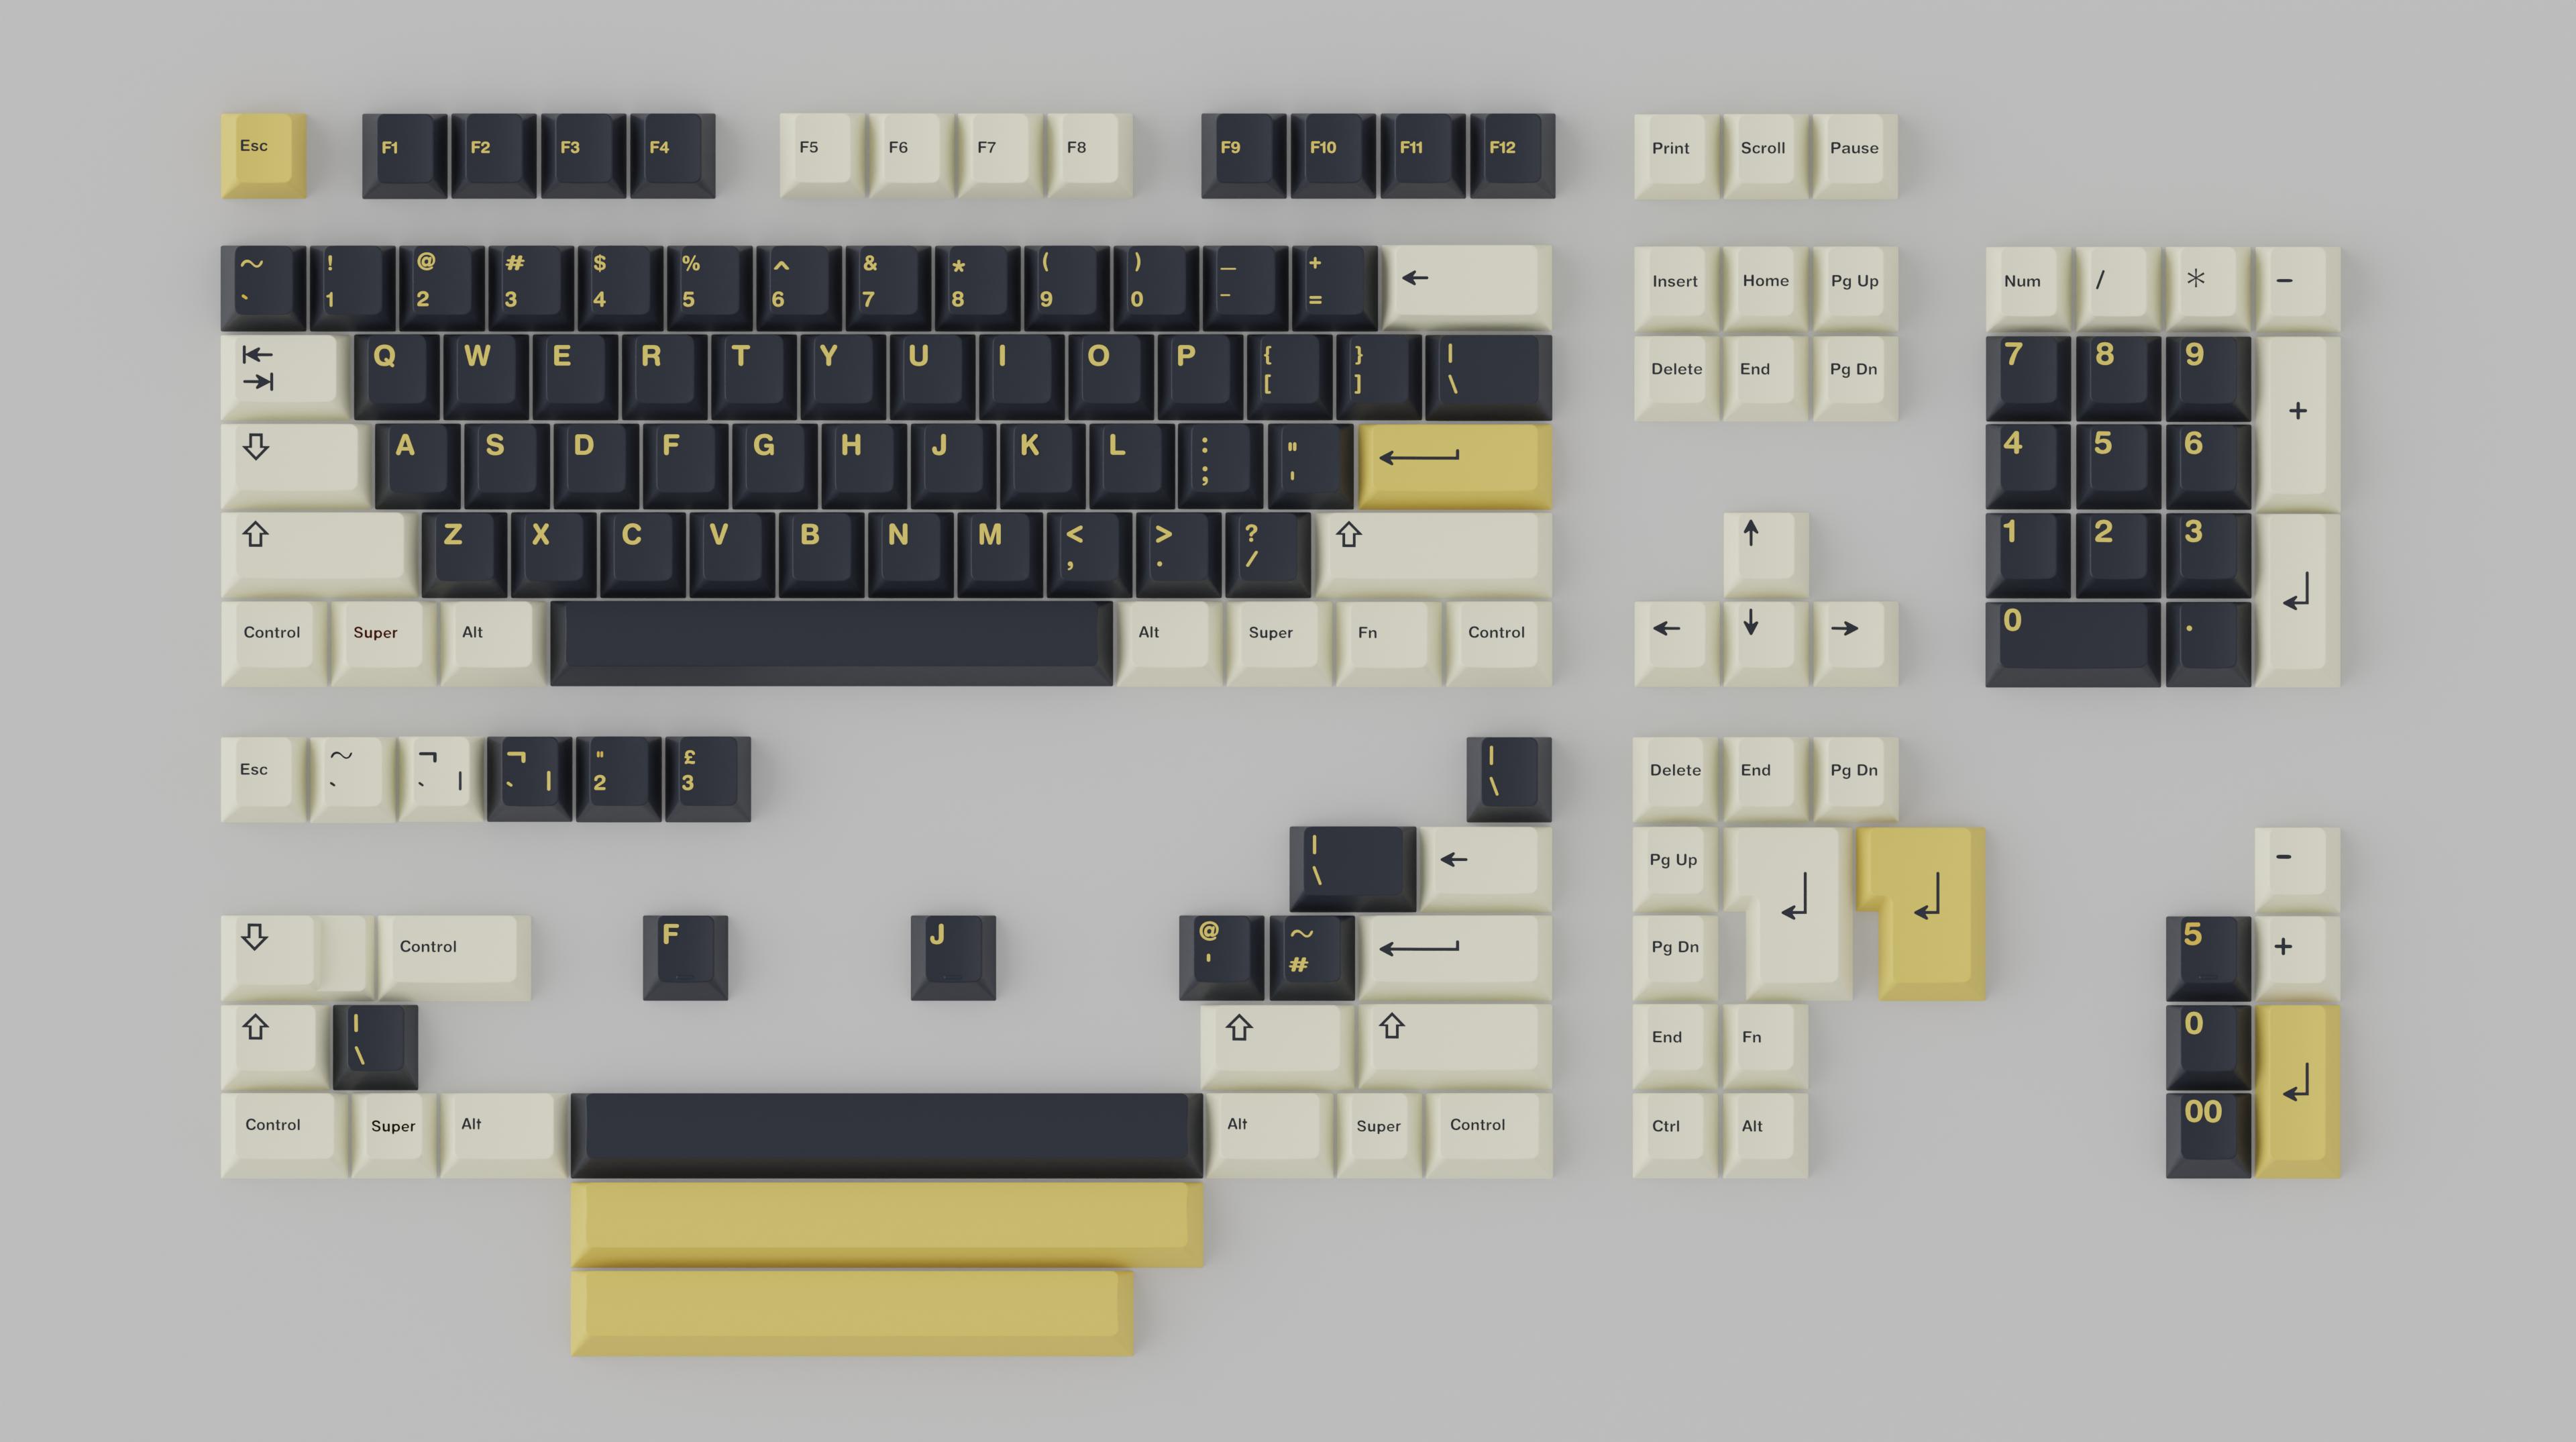 Esc F1 F2 F3 F4 F5 F6 F7 F8 F9 F10 F11 F12 Print Scroll Pause
~ ! @ # $ % ^ & * ( ) _ +
` 1 2 3 4 5 6 7 8 9 0 - = ← Insert Home Pg Up Num / * -
⇤ Q W E R T Y U I O P { } | 7 8 9
⇥ [ ] \ Delete End Pg Dn +
⇩ A S D F G H J K L : " 4 5 6
; ' ←
⇧ Z X C V B N M < > ? ⇧ ↑ 1 2 3
, . / ↵
Control Super Alt Alt Super Fn Control ← ↓ → 0 .
~ ¬ ¬ " £ |
Esc ` ` | ` | 2 3 \ Delete End Pg Dn
| ← Pg Up -
\ ↵ ↵
⇩ Control F J @ ~ 5
' # ← Pg Dn +
⇧ | ⇧ ⇧ End Fn 0
\ ↵
Control Super Alt Alt Super Control Ctrl Alt 00